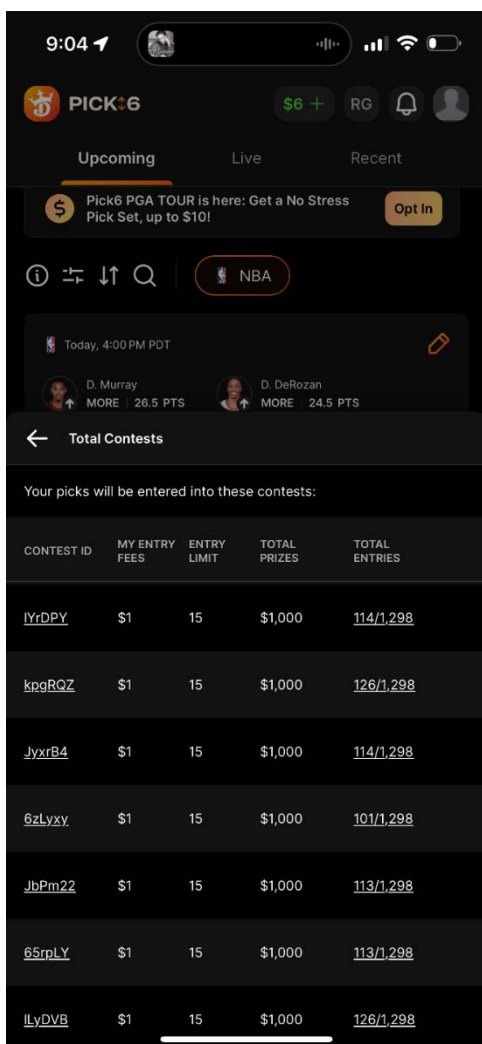 9:04
PICK6
$6 +
RG
Upcoming Live Recent
Pick6 PGA TOUR is here: Get a No Stress
Pick Set, up to $10!
Opt In
NBA
Today, 4:00 PM PDT
D. Murray
MORE 26.5 PTS
D. DeRozan
MORE 24.5 PTS
Total Contests
Your picks will be entered into these contests:
CONTEST ID MY ENTRY FEES ENTRY LIMIT TOTAL PRIZES TOTAL ENTRIES
lYrDPY $1 15 $1,000 114/1,298
kpgRQZ $1 15 $1,000 126/1,298
JyxrB4 $1 15 $1,000 114/1,298
6zLyxy $1 15 $1,000 101/1,298
JbPm22 $1 15 $1,000 113/1,298
65rpLY $1 15 $1,000 113/1,298
lLyDVB $1 15 $1,000 126/1,298